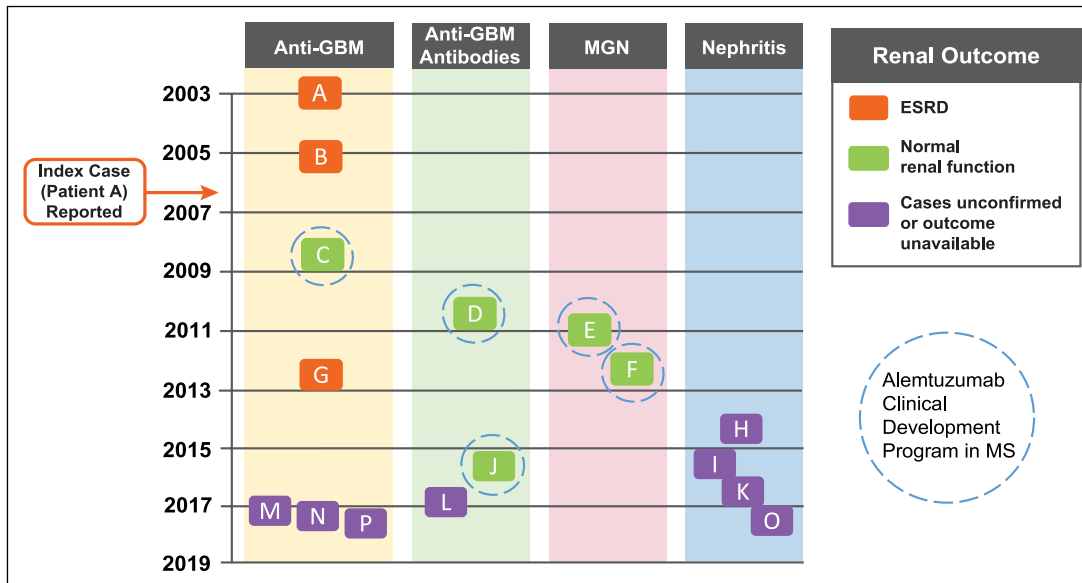 Anti-GBM
Anti-GBM
Antibodies
MGN
Nephritis
Renal Outcome
ESRD
Normal
renal function
Cases unconfirmed
or outcome
unavailable
Index Case
(Patient A)
Reported
2003
A
2005
B
2007
C
2009
D
2011
E
F
G
2013
H
2015
J
I
K
L
2017
M
N
P
O
2019
Alemtuzumab
Clinical
Development
Program in MS